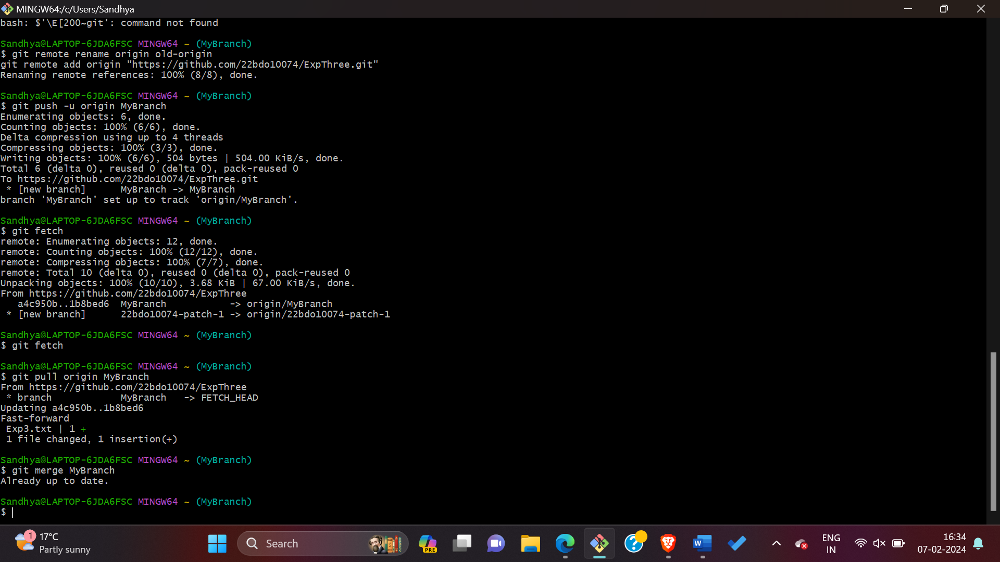 MINGW64:/c/Users/Sandhya
bash: $'\E[200~git': command not found
Sandhya@LAPTOP-6JDA6FSC MINGW64 ~ (MyBranch)
$ git remote rename origin old-origin
git remote add origin "https://github.com/22bdo10074/ExpThree.git"
Renaming remote references: 100% (8/8), done.
Sandhya@LAPTOP-6JDA6FSC MINGW64 ~ (MyBranch)
$ git push -u origin MyBranch
Enumerating objects: 6, done.
Counting objects: 100% (6/6), done.
Delta compression using up to 4 threads
Compressing objects: 100% (3/3), done.
Writing objects: 100% (6/6), 504 bytes | 504.00 KiB/s, done.
Total 6 (delta 0), reused 0 (delta 0), pack-reused 0
To https://github.com/22bdo10074/ExpThree.git
 * [new branch]      MyBranch -> MyBranch
branch 'MyBranch' set up to track 'origin/MyBranch'.
Sandhya@LAPTOP-6JDA6FSC MINGW64 ~ (MyBranch)
$ git fetch
remote: Enumerating objects: 12, done.
remote: Counting objects: 100% (12/12), done.
remote: Compressing objects: 100% (7/7), done.
remote: Total 10 (delta 0), reused 0 (delta 0), pack-reused 0
Unpacking objects: 100% (10/10), 3.68 KiB | 67.00 KiB/s, done.
From https://github.com/22bdo10074/ExpThree
   a4c950b..1b8bed6  MyBranch           -> origin/MyBranch
 * [new branch]      22bdo10074-patch-1 -> origin/22bdo10074-patch-1
Sandhya@LAPTOP-6JDA6FSC MINGW64 ~ (MyBranch)
$ git fetch
Sandhya@LAPTOP-6JDA6FSC MINGW64 ~ (MyBranch)
$ git pull origin MyBranch
From https://github.com/22bdo10074/ExpThree
 * branch            MyBranch   -> FETCH_HEAD
Updating a4c950b..1b8bed6
Fast-forward
 Exp3.txt | 1 +
 1 file changed, 1 insertion(+)
Sandhya@LAPTOP-6JDA6FSC MINGW64 ~ (MyBranch)
$ git merge MyBranch
Already up to date.
Sandhya@LAPTOP-6JDA6FSC MINGW64 ~ (MyBranch)
$
1
17°C
Partly sunny
Search
PRE
W
ENG
IN
16:34
07-02-2024